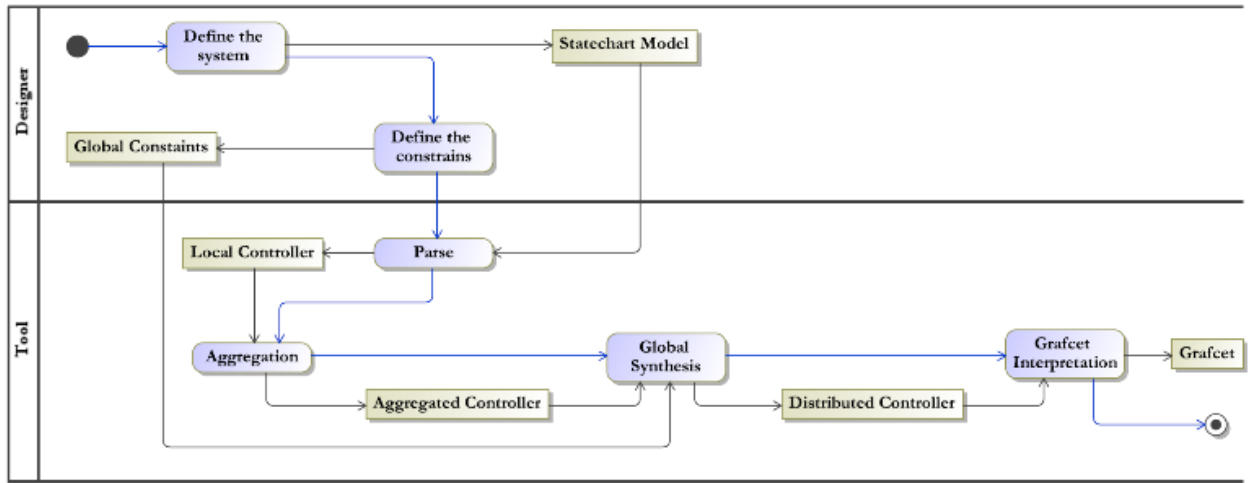 Designer
Define the
system
Statechart Model
Global Constaints
Define the
constrains
Tool
Local Controller
Parse
Aggregation
Global
Synthesis
Grafcet
Interpretation
Grafcet
Aggregated Controller
Distributed Controller